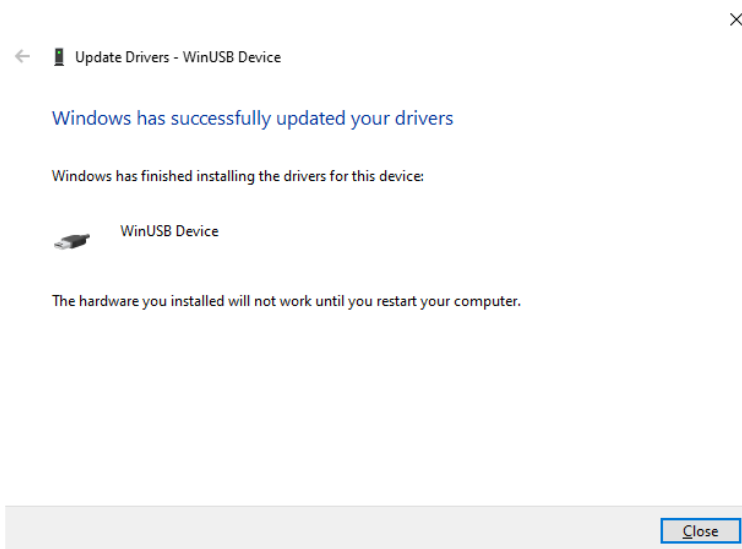 Update Drivers - WinUSB Device
Windows has successfully updated your drivers
Windows has finished installing the drivers for this device:
WinUSB Device
The hardware you installed will not work until you restart your computer.
Close